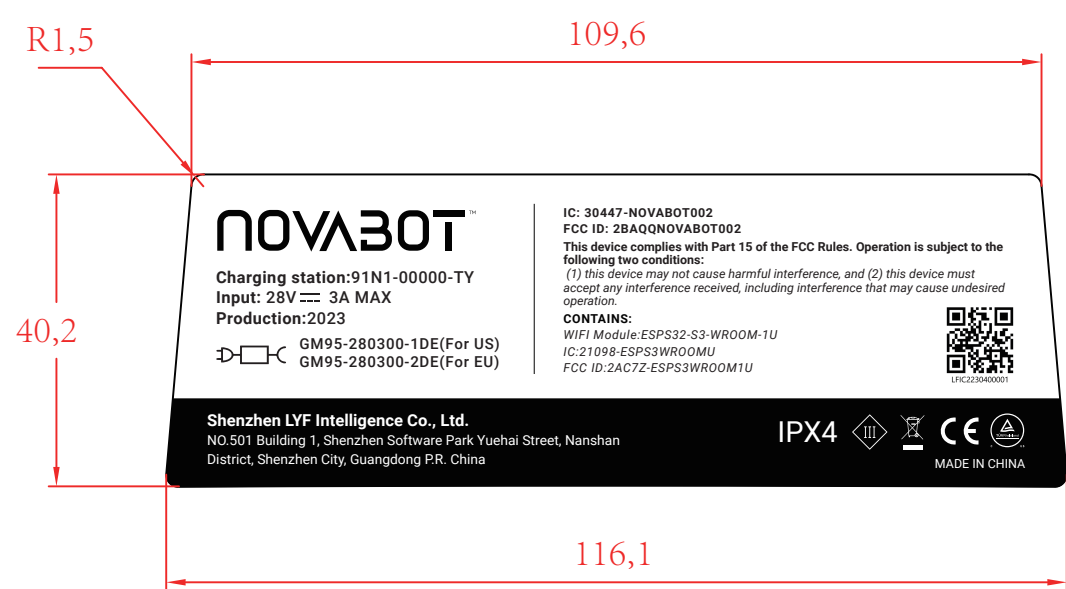 R1,5
109,6
40,2
NOVABOT™
Charging station:91N1-00000-TY
Input: 28V ⎓ 3A MAX
Production:2023
GM95-280300-1DE(For US)
GM95-280300-2DE(For EU)
IC: 30447-NOVABOT002
FCC ID: 2BAQQNOVABOT002
This device complies with Part 15 of the FCC Rules. Operation is subject to the
following two conditions:
(1) this device may not cause harmful interference, and (2) this device must
accept any interference received, including interference that may cause undesired
operation.
CONTAINS:
WIFI Module:ESPS32-S3-WROOM-1U
IC:21098-ESPS3WROOMU
FCC ID:2AC7Z-ESPS3WROOM1U
LFIC2230400001
Shenzhen LYF Intelligence Co., Ltd.
NO.501 Building 1, Shenzhen Software Park Yuehai Street, Nanshan
District, Shenzhen City, Guangdong P.R. China
IPX4
III
CE
MADE IN CHINA
116,1